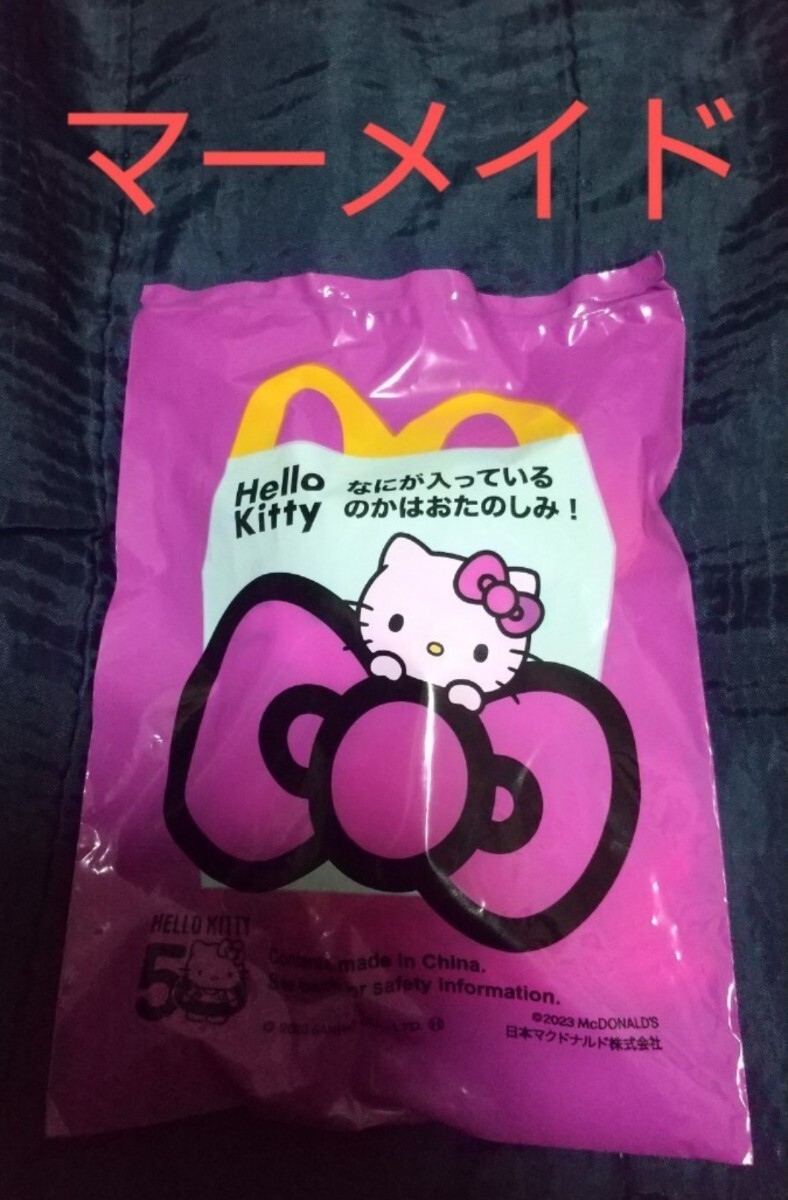 マーメイド
Hello
Kitty
なにが入っている
のかはおたのしみ!
HELLO KITTY
50
made in China.
safety information.
©2023 McDONALD'S
日本マクドナルド株式会社